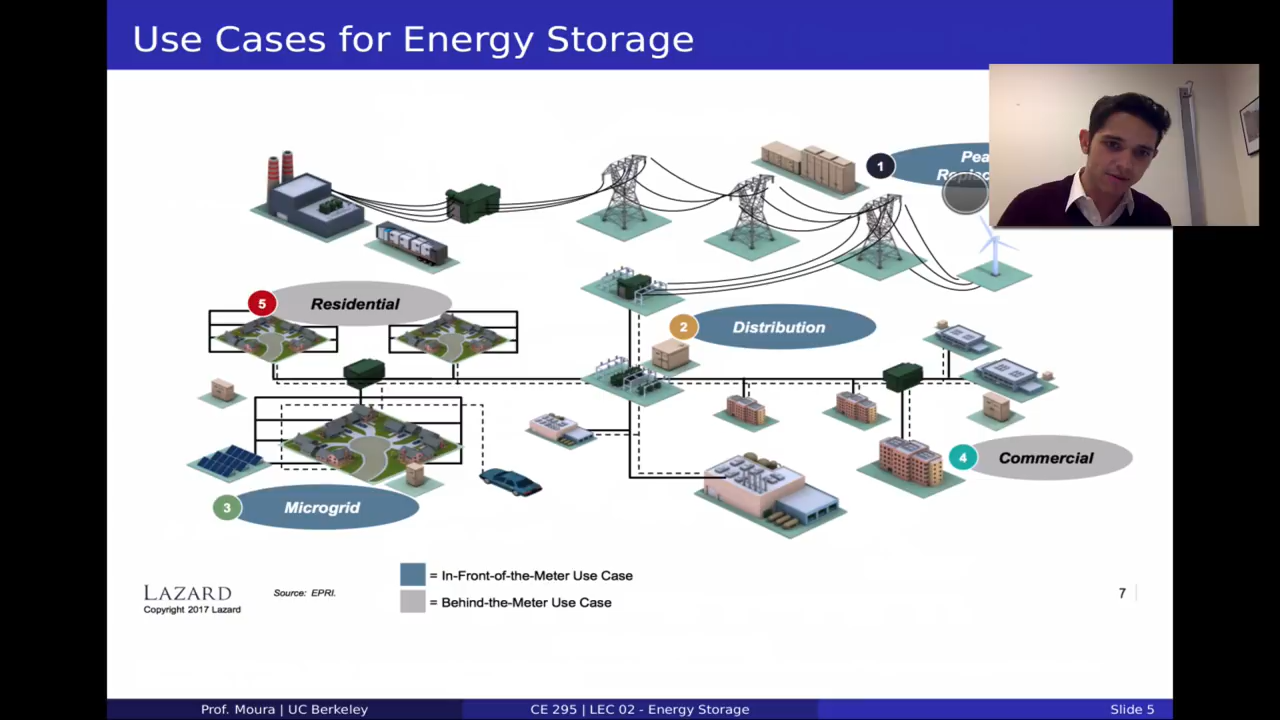 Use Cases for Energy Storage
1
5 Residential
2 Distribution
4 Commercial
3 Microgrid
= In-Front-of-the-Meter Use Case
= Behind-the-Meter Use Case
LAZARD
Copyright 2017 Lazard
Source: EPRI.
7
Prof. Moura | UC Berkeley
CE 295 | LEC 02 - Energy Storage
Slide 5